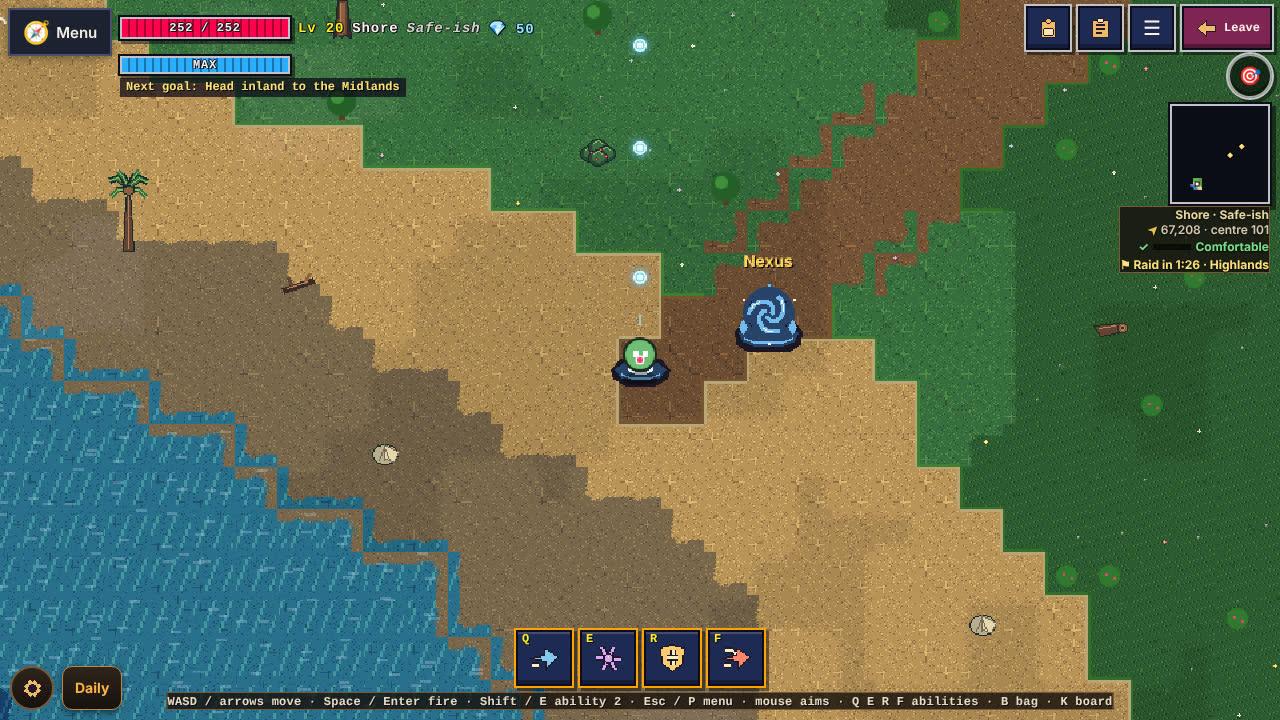 Menu
252 / 252
Lv 20 Shore Safe-ish 50
MAX
Next goal: Head inland to the Midlands
Leave
Shore · Safe-ish
67,208 · centre 101
Comfortable
Raid in 1:26 · Highlands
Nexus
Q E R F
Daily
WASD / arrows move · Space / Enter fire · Shift / E ability 2 · Esc / P menu · mouse aims · Q E R F abilities · B bag · K board